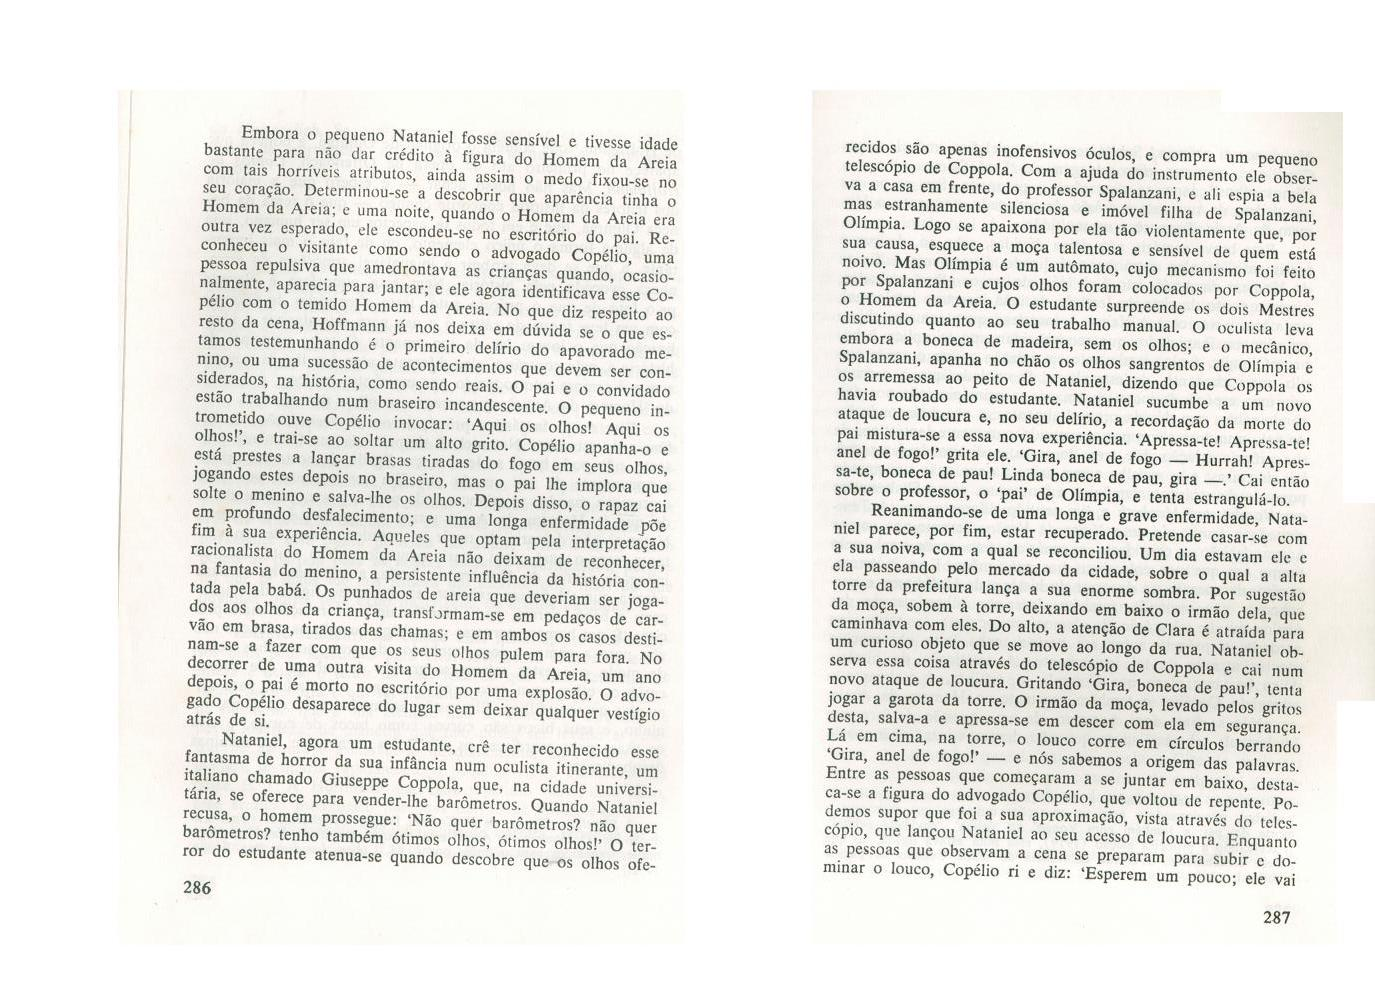 Embora o pequeno Nataniel fosse sensível e tivesse idade
bastante para não dar crédito à figura do Homem da Areia
com tais horríveis atributos, ainda assim o medo fixou-se no
seu coração. Determinou-se a descobrir que aparência tinha o
Homem da Areia; e uma noite, quando o Homem da Areia era
outra vez esperado, ele escondeu-se no escritório do pai. Re-
conheceu o visitante como sendo o advogado Copélio, uma
pessoa repulsiva que amedrontava as crianças quando, ocasio-
nalmente, aparecia para jantar; e ele agora identificava esse Co-
pélio com o temido Homem da Areia. No que diz respeito ao
resto da cena, Hoffmann já nos deixa em dúvida se o que es-
tamos testemunhando é o primeiro delírio do apavorado me-
nino, ou uma sucessão de acontecimentos que devem ser con-
siderados, na história, como sendo reais. O pai e o convidado
estão trabalhando num braseiro incandescente. O pequeno in-
trometido ouve Copélio invocar: ‘Aqui os olhos! Aqui os
olhos!’, e trai-se ao soltar um alto grito. Copélio apanha-o e
está prestes a lançar brasas tiradas do fogo em seus olhos,
jogando estes depois no braseiro, mas o pai lhe implora que
solte o menino e salva-lhe os olhos. Depois disso, o rapaz cai
em profundo desfalecimento; e uma longa enfermidade põe
fim à sua experiência. Aqueles que optam pela interpretação
racionalista do Homem da Areia não deixam de reconhecer,
na fantasia do menino, a persistente influência da história con-
tada pela babá. Os punhados de areia que deveriam ser joga-
dos aos olhos da criança, transformam-se em pedaços de car-
vão em brasa, tirados das chamas; e em ambos os casos desti-
nam-se a fazer com que os seus olhos pulem para fora. No
decorrer de uma outra visita do Homem da Areia, um ano
depois, o pai é morto no escritório por uma explosão. O advo-
gado Copélio desaparece do lugar sem deixar qualquer vestígio
atrás de si.
Nataniel, agora um estudante, crê ter reconhecido esse
fantasma de horror da sua infância num oculista itinerante, um
italiano chamado Giuseppe Coppola, que, na cidade universi-
tária, se oferece para vender-lhe barômetros. Quando Nataniel
recusa, o homem prossegue: ‘Não quer barômetros? não quer
barômetros? tenho também ótimos olhos, ótimos olhos!’ O ter-
ror do estudante atenua-se quando descobre que os olhos ofe-
286
recidos são apenas inofensivos óculos, e compra um pequeno
telescópio de Coppola. Com a ajuda do instrumento ele obser-
va a casa em frente, do professor Spalanzani, e ali espia a bela
mas estranhamente silenciosa e imóvel filha de Spalanzani,
Olímpia. Logo se apaixona por ela tão violentamente que, por
sua causa, esquece a moça talentosa e sensível de quem está
noivo. Mas Olímpia é um autômato, cujo mecanismo foi feito
por Spalanzani e cujos olhos foram colocados por Coppola,
o Homem da Areia. O estudante surpreende os dois Mestres
discutindo quanto ao seu trabalho manual. O oculista leva
embora a boneca de madeira, sem os olhos; e o mecânico,
Spalanzani, apanha no chão os olhos sangrentos de Olímpia e
os arremessa ao peito de Nataniel, dizendo que Coppola os
havia roubado do estudante. Nataniel sucumbe a um novo
ataque de loucura e, no seu delírio, a recordação da morte do
pai mistura-se a essa nova experiência. ‘Apressa-te! Apressa-te!
anel de fogo!’ grita ele. ‘Gira, anel de fogo — Hurrah! Apres-
sa-te, boneca de pau! Linda boneca de pau, gira —.’ Cai então
sobre o professor, o ‘pai’ de Olímpia, e tenta estrangulá-lo.
Reanimando-se de uma longa e grave enfermidade, Nata-
niel parece, por fim, estar recuperado. Pretende casar-se com
a sua noiva, com a qual se reconciliou. Um dia estavam ele e
ela passeando pelo mercado da cidade, sobre o qual a alta
torre da prefeitura lança a sua enorme sombra. Por sugestão
da moça, sobem à torre, deixando em baixo o irmão dela, que
caminhava com eles. Do alto, a atenção de Clara é atraída para
um curioso objeto que se move ao longo da rua. Nataniel ob-
serva essa coisa através do telescópio de Coppola e cai num
novo ataque de loucura. Gritando ‘Gira, boneca de pau!’, tenta
jogar a garota da torre. O irmão da moça, levado pelos gritos
desta, salva-a e apressa-se em descer com ela em segurança.
Lá em cima, na torre, o louco corre em círculos berrando
‘Gira, anel de fogo!’ — e nós sabemos a origem das palavras.
Entre as pessoas que começaram a se juntar em baixo, desta-
ca-se a figura do advogado Copélio, que voltou de repente. Po-
demos supor que foi a sua aproximação, vista através do teles-
cópio, que lançou Nataniel ao seu acesso de loucura. Enquanto
as pessoas que observam a cena se preparam para subir e do-
minar o louco, Copélio ri e diz: ‘Esperem um pouco; ele vai
287